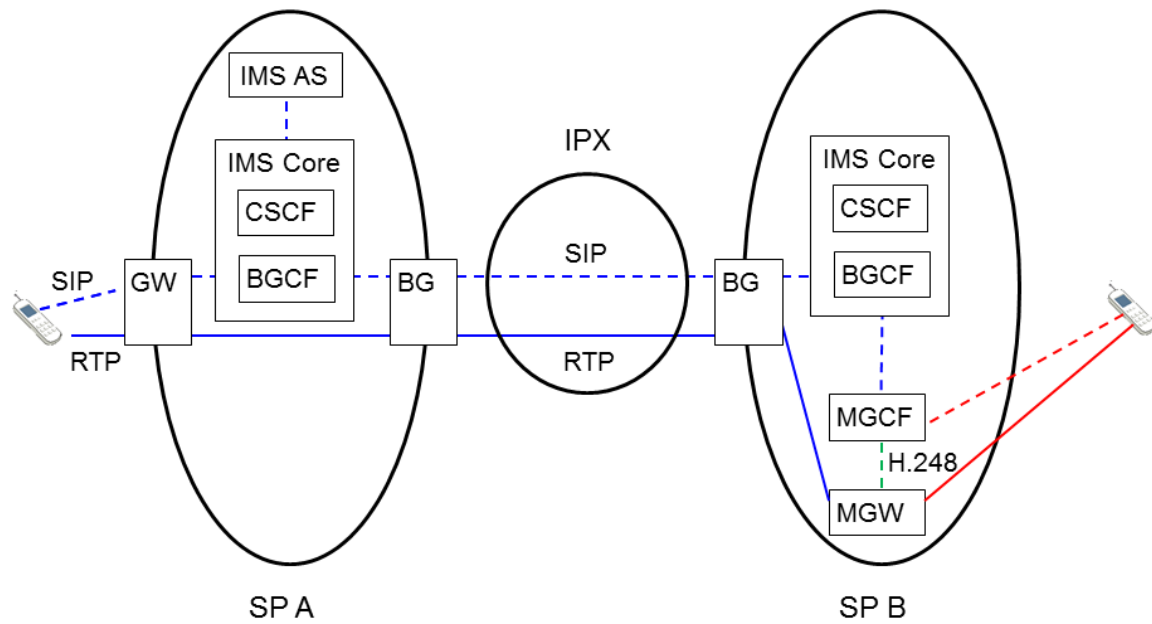 IMS AS
IMS Core
CSCF
BGCF
GW
SIP
RTP
BG
IPX
SIP
RTP
BG
IMS Core
CSCF
BGCF
MGCF
H.248
MGW
SP A
SP B